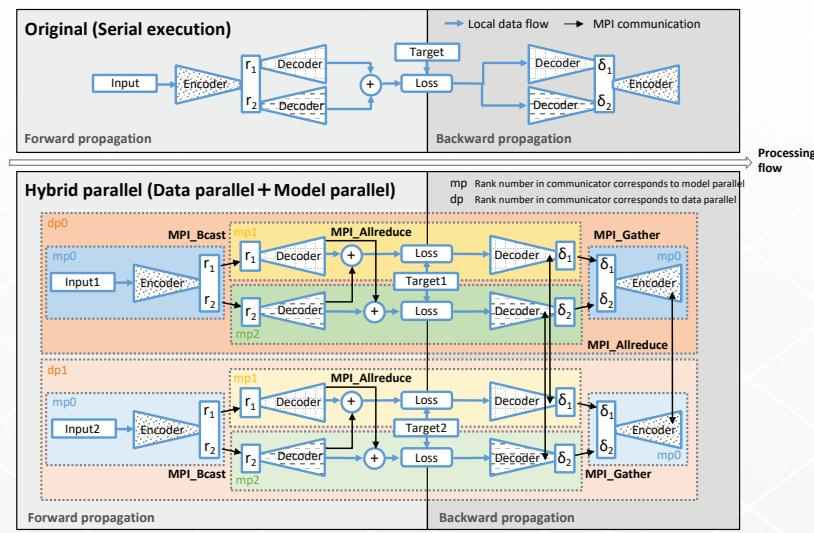 Original (Serial execution)
Local data flow
MPI communication
Target
Input
Encoder
r1
r2
Decoder
Decoder
+
Loss
Decoder
Decoder
δ1
δ2
Encoder
Forward propagation
Backward propagation
Processing
flow
Hybrid parallel (Data parallel+Model parallel)
mp Rank number in communicator corresponds to model parallel
dp Rank number in communicator corresponds to data parallel
dp0
MPI_Bcast
mp1
MPI_Allreduce
MPI_Gather
mp0
Input1
Encoder
r1
r2
r1
Decoder
+
Loss
Decoder
δ1
Target1
r2
Decoder
+
Loss
Decoder
δ2
mp2
δ1
δ2
mp0
Encoder
MPI_Allreduce
dp1
mp1
MPI_Allreduce
mp0
Input2
Encoder
r1
r2
r1
Decoder
+
Loss
Decoder
δ1
Target2
r2
Decoder
+
Loss
Decoder
δ2
mp2
δ1
δ2
Encoder
mp0
MPI_Bcast
MPI_Gather
Forward propagation
Backward propagation